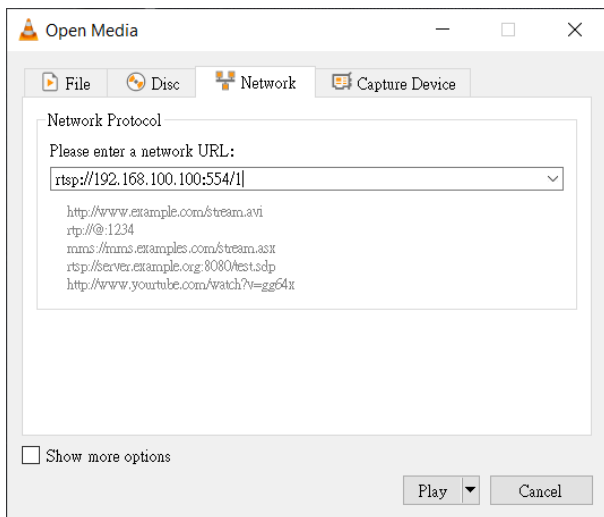 Open Media
File
Disc
Network
Capture Device
Network Protocol
Please enter a network URL:
rtsp://192.168.100.100:554/1
http://www.example.com/stream.avi
rtp://@:1234
mms://mms.examples.com/stream.asx
rtsp://server.example.org:8080/test.sdp
http://www.yourtube.com/watch?v=gg64x
Show more options
Play
Cancel